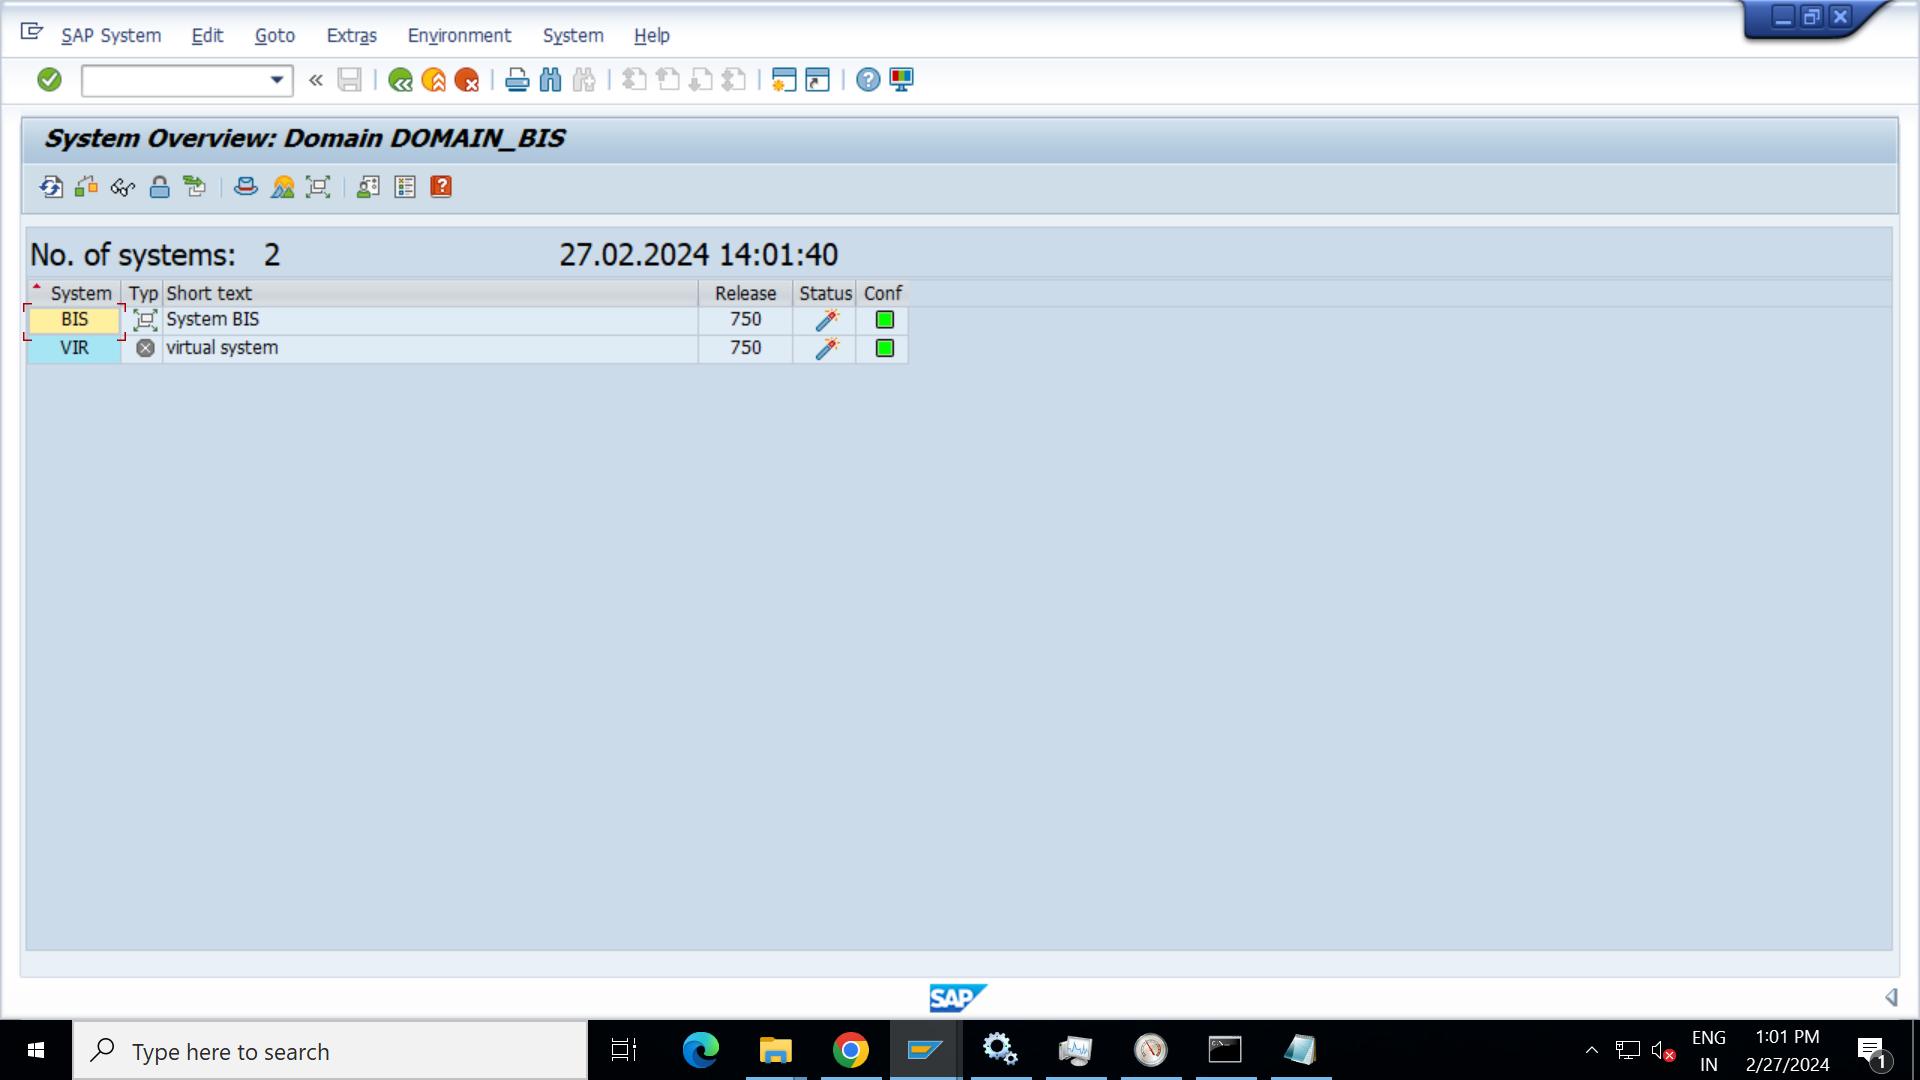 SAP System Edit Goto Extras Environment System Help
System Overview: Domain DOMAIN_BIS
No. of systems: 2 27.02.2024 14:01:40
System Typ Short text Release Status Conf
BIS System BIS 750
VIR virtual system 750
SAP
Type here to search
ENG
IN
1:01 PM
2/27/2024
1